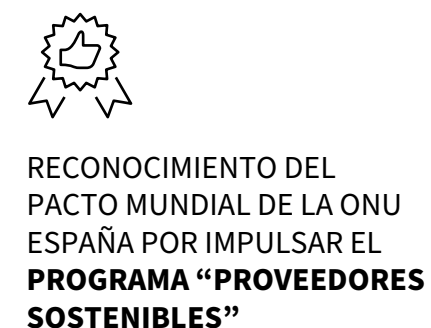 RECONOCIMIENTO DEL
PACTO MUNDIAL DE LA ONU
ESPAÑA POR IMPULSAR EL
PROGRAMA “PROVEEDORES
SOSTENIBLES”